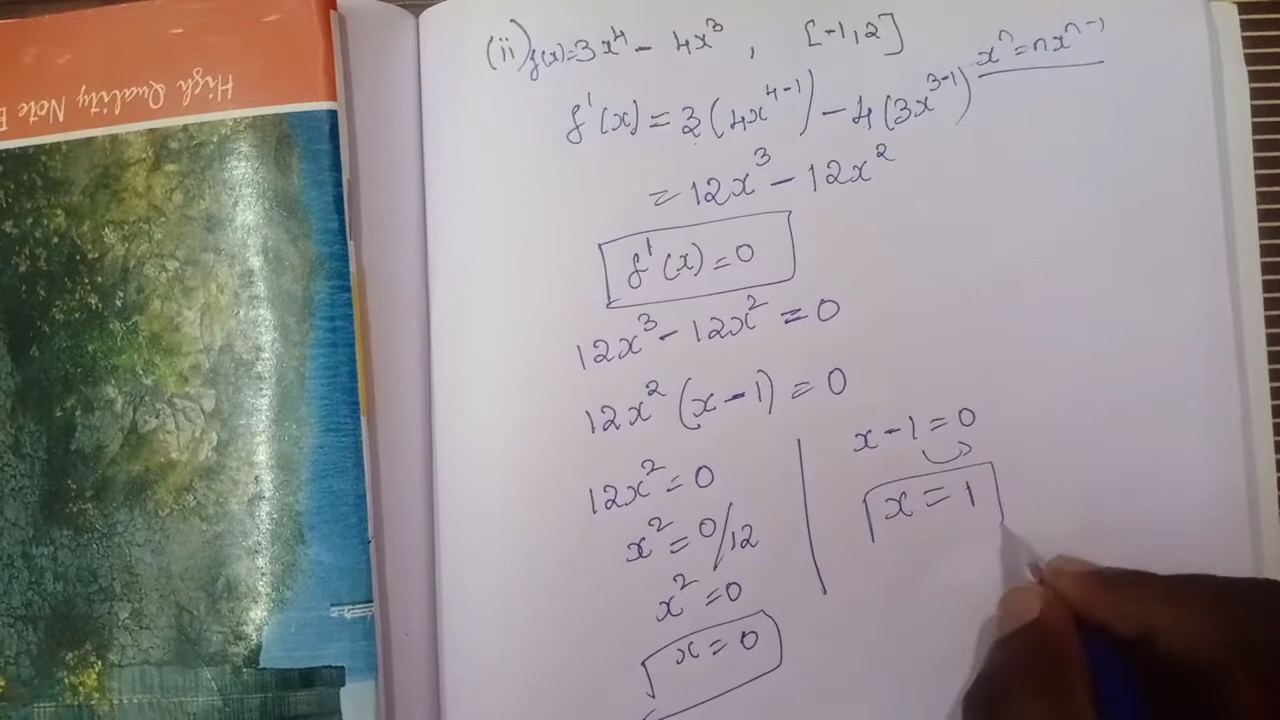 High Quality Note B
(ii) f(x)=3x⁴ - 4x³ , [-1,2]
xⁿ = nxⁿ⁻¹
f'(x) = 3(4x⁴⁻¹) - 4(3x³⁻¹)
= 12x³ - 12x²
f'(x) = 0
12x³ - 12x² = 0
12x² (x-1) = 0
12x² = 0
x² = 0/12
x² = 0
x = 0
x - 1 = 0
x = 1